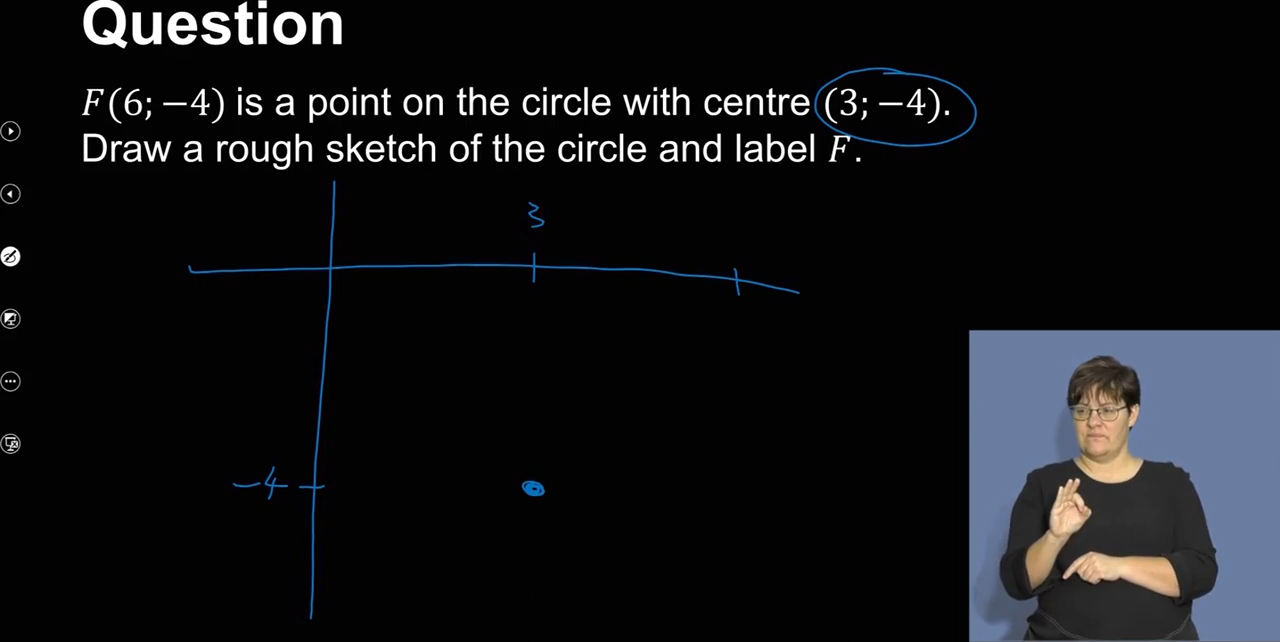 Question
F(6; −4) is a point on the circle with centre (3; −4).
Draw a rough sketch of the circle and label F.
3
−4